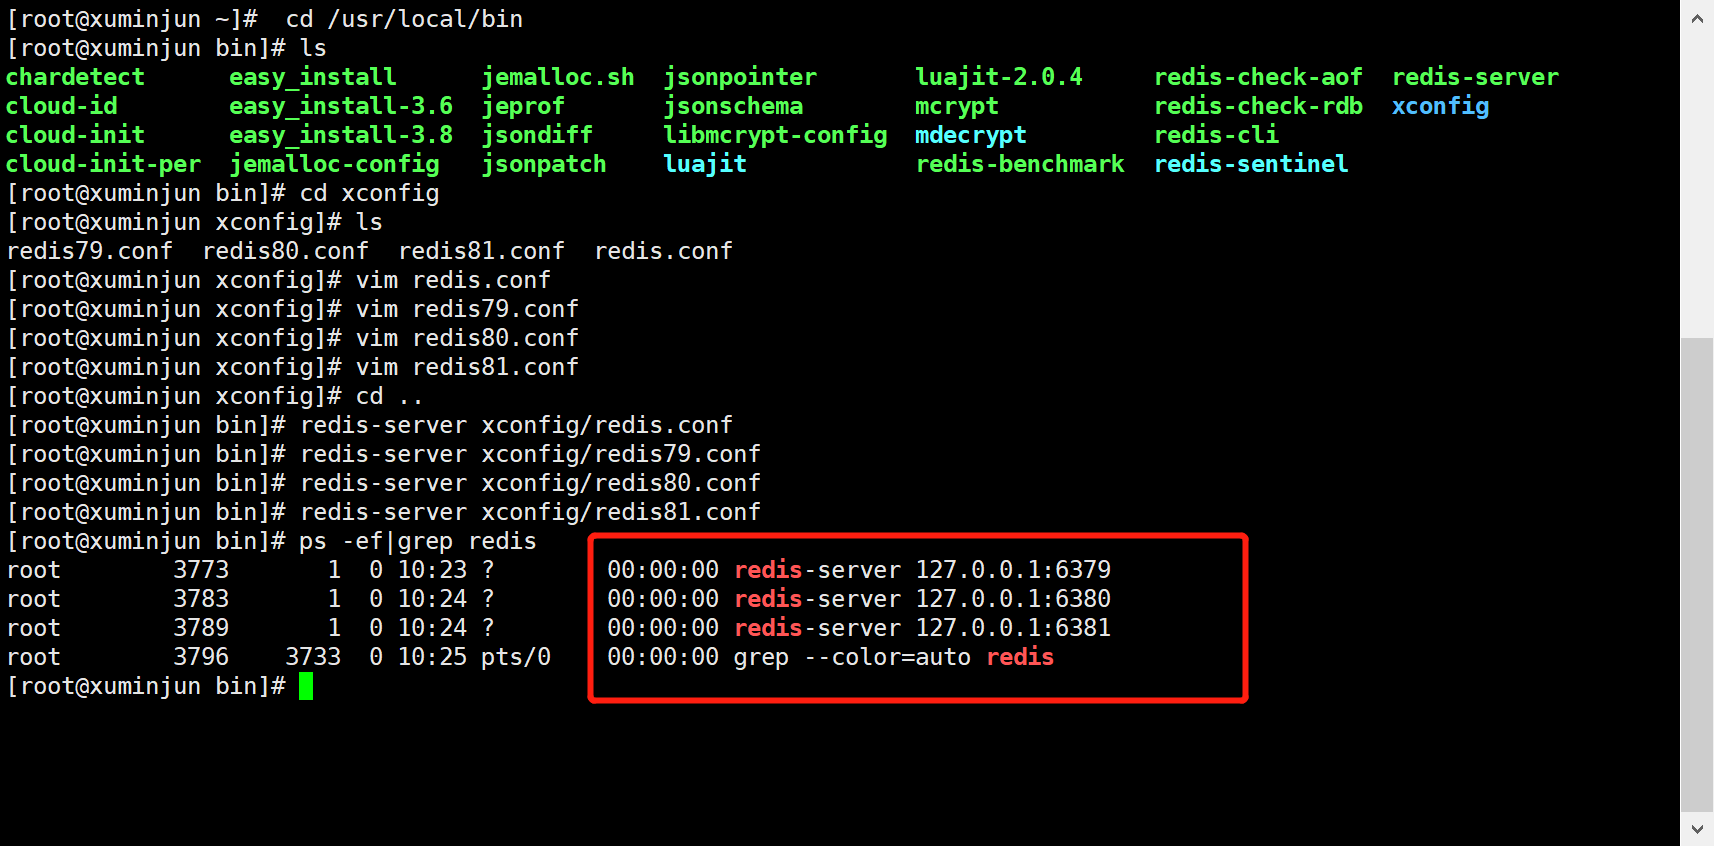 [root@xuminjun ~]#  cd /usr/local/bin
[root@xuminjun bin]# ls
chardetect      easy_install      jemalloc.sh  jsonpointer       luajit-2.0.4     redis-check-aof  redis-server
cloud-id        easy_install-3.6  jeprof       jsonschema        mcrypt           redis-check-rdb  xconfig
cloud-init      easy_install-3.8  jsondiff     libmcrypt-config  mdecrypt         redis-cli
cloud-init-per  jemalloc-config   jsonpatch    luajit            redis-benchmark  redis-sentinel
[root@xuminjun bin]# cd xconfig
[root@xuminjun xconfig]# ls
redis79.conf  redis80.conf  redis81.conf  redis.conf
[root@xuminjun xconfig]# vim redis.conf
[root@xuminjun xconfig]# vim redis79.conf
[root@xuminjun xconfig]# vim redis80.conf
[root@xuminjun xconfig]# vim redis81.conf
[root@xuminjun xconfig]# cd ..
[root@xuminjun bin]# redis-server xconfig/redis.conf
[root@xuminjun bin]# redis-server xconfig/redis79.conf
[root@xuminjun bin]# redis-server xconfig/redis80.conf
[root@xuminjun bin]# redis-server xconfig/redis81.conf
[root@xuminjun bin]# ps -ef|grep redis
root        3773       1  0 10:23 ?        00:00:00 redis-server 127.0.0.1:6379
root        3783       1  0 10:24 ?        00:00:00 redis-server 127.0.0.1:6380
root        3789       1  0 10:24 ?        00:00:00 redis-server 127.0.0.1:6381
root        3796    3733  0 10:25 pts/0    00:00:00 grep --color=auto redis
[root@xuminjun bin]#